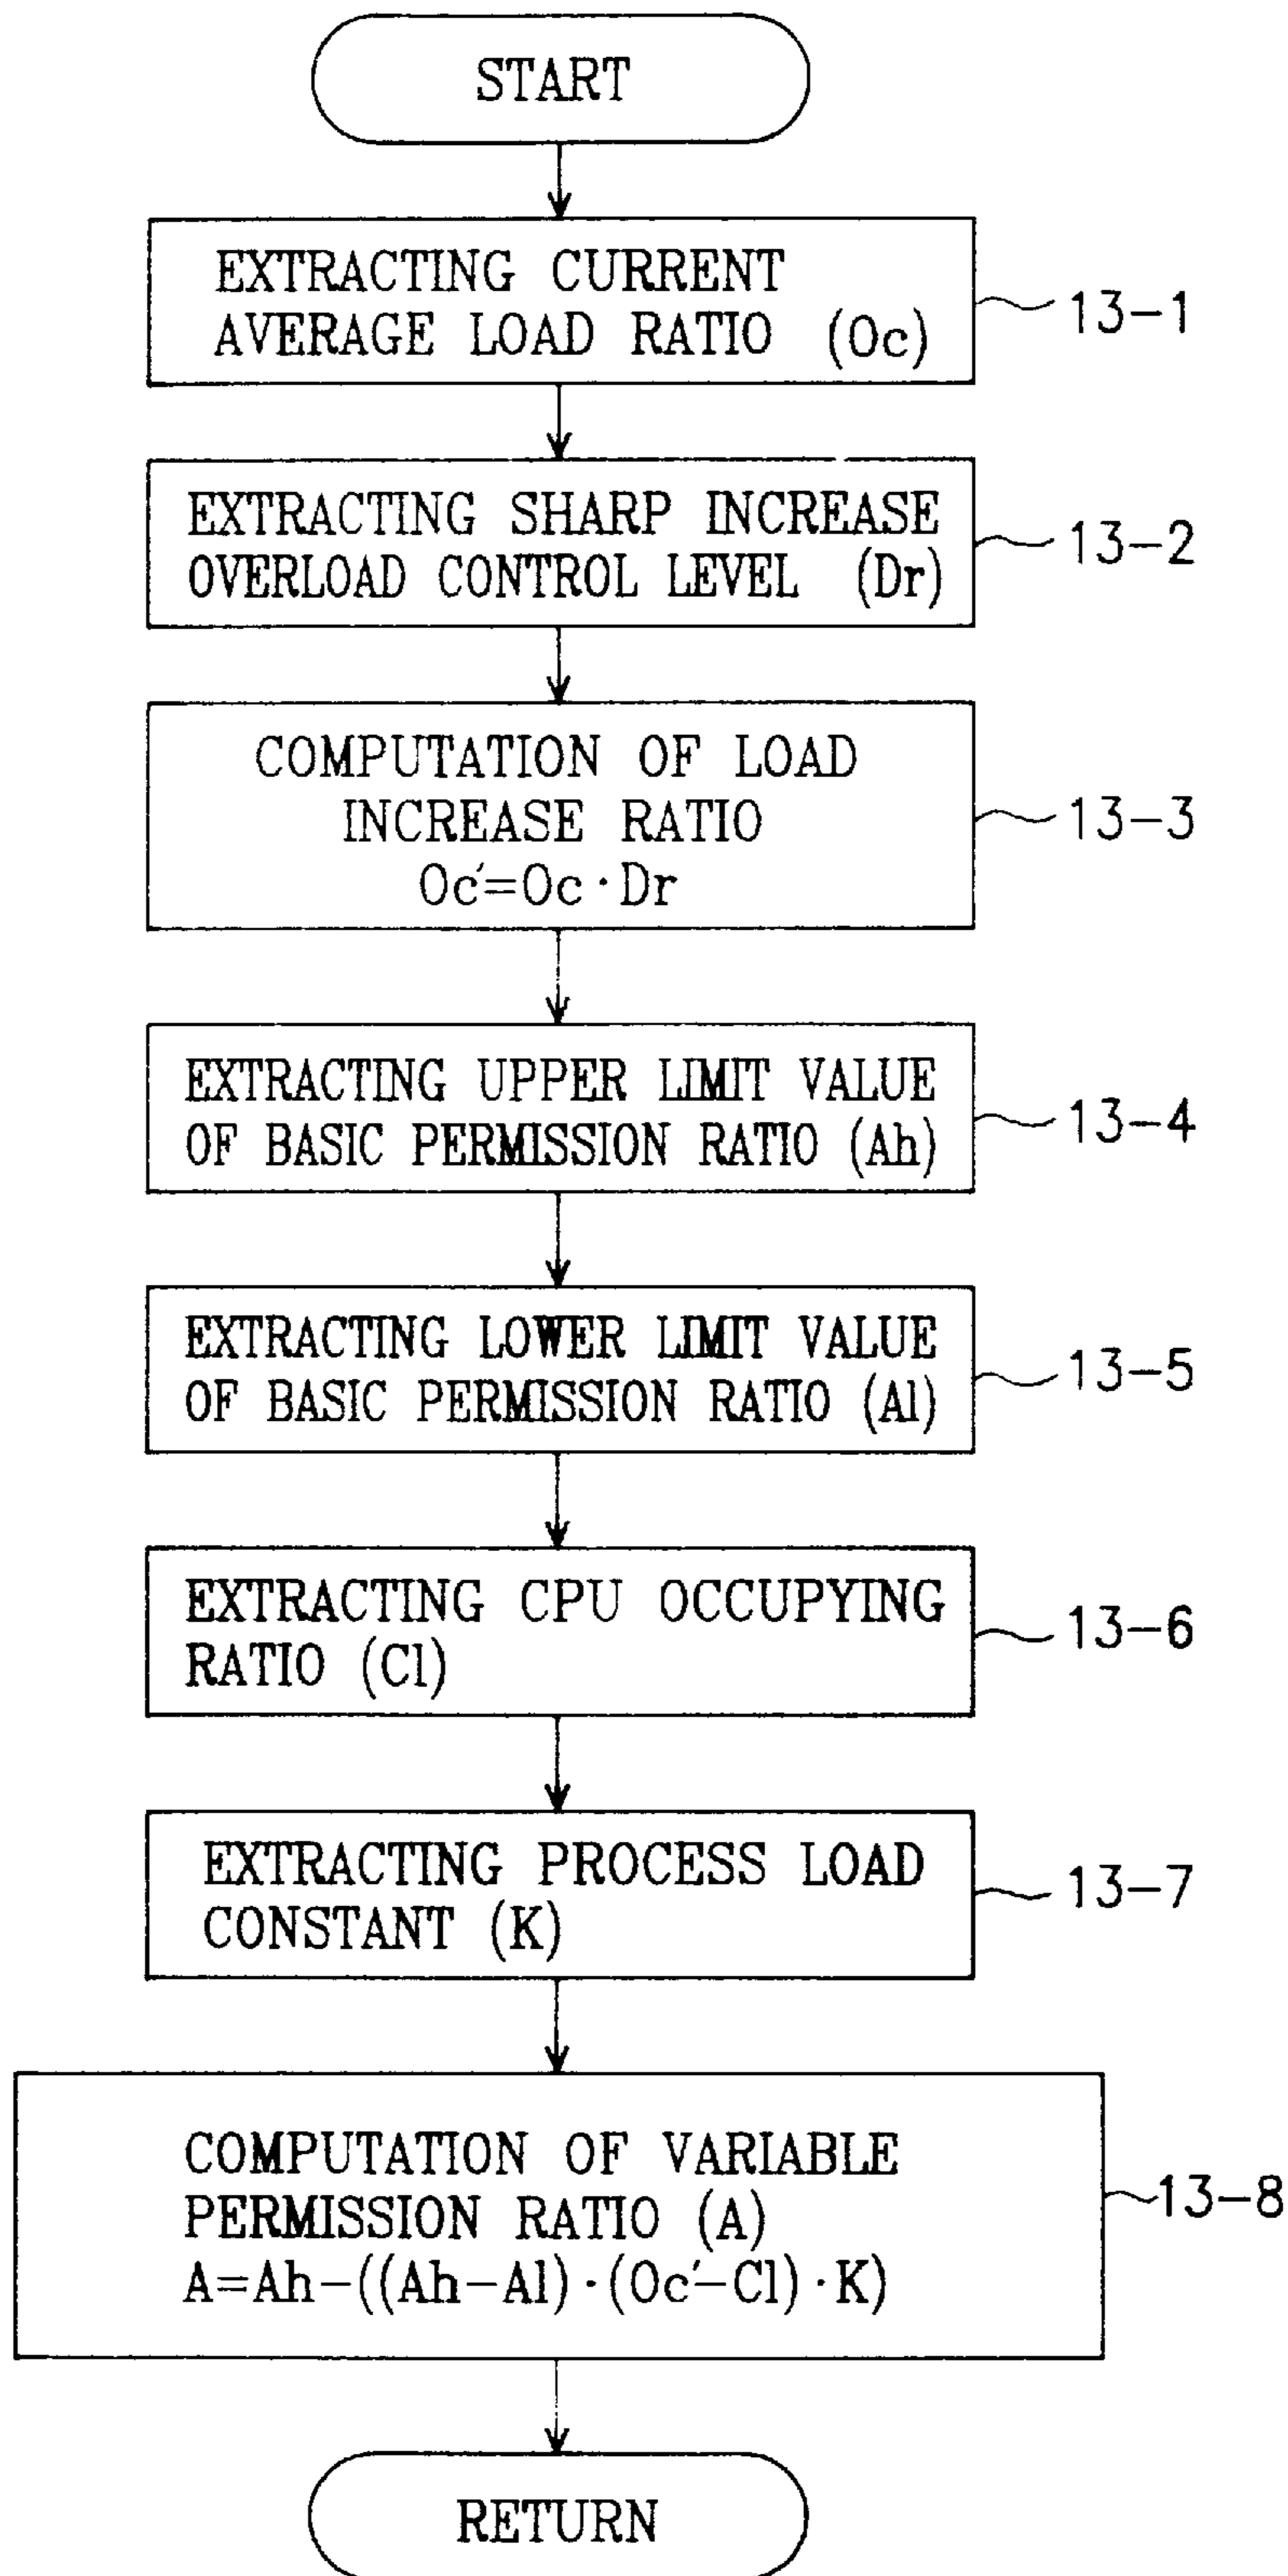 START
EXTRACTING CURRENT
AVERAGE LOAD RATIO (Oc)
13-1
EXTRACTING SHARP INCREASE
OVERLOAD CONTROL LEVEL (Dr)
13-2
COMPUTATION OF LOAD
INCREASE RATIO
Oc'=Oc·Dr
13-3
EXTRACTING UPPER LIMIT VALUE
OF BASIC PERMISSION RATIO (Ah)
13-4
EXTRACTING LOWER LIMIT VALUE
OF BASIC PERMISSION RATIO (Al)
13-5
EXTRACTING CPU OCCUPYING
RATIO (Cl)
13-6
EXTRACTING PROCESS LOAD
CONSTANT (K)
13-7
COMPUTATION OF VARIABLE
PERMISSION RATIO (A)
A=Ah-((Ah-Al)·(Oc'-Cl)·K)
13-8
RETURN